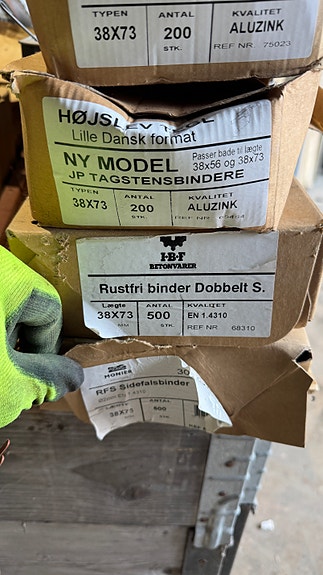 TYPEN ANTAL KVALITET
38X73 200 ALUZINK
STK. REF NR 75023
HØJSLEV
Lille Dansk format
NY MODEL Passer både til lægte
38x56 og 38x73
JP TAGSTENSBINDERE
TYPEN ANTAL KVALITET
38X73 200 ALUZINK
STK.
I·B·F
BETONVARER
Rustfri binder Dobbelt S.
Lægte ANTAL KVALITET
38X73 500 EN 1.4310
MM STK. REF NR 68310
MONIER 30
RFS Sidefalsbinder
38X73 500
STK.